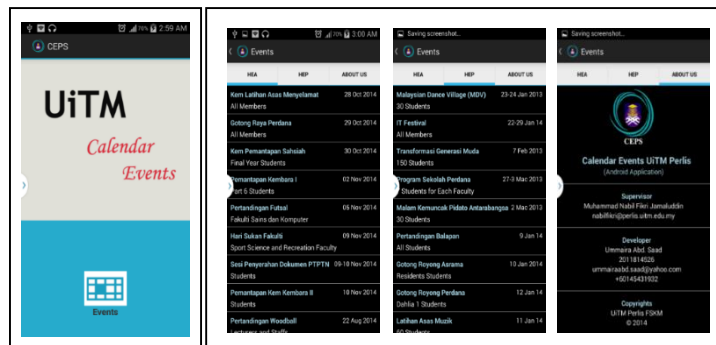 70% 2:59 AM
CEPS
UiTM
Calendar
Events
Events
70% 3:00 AM
Events
HEA HEP ABOUT US
Kem Latihan Asas Menyelamat 28 Oct 2014
All Members
Gotong Raya Perdana 29 Oct 2014
All Members
Kem Pemantapan Sahsiah 30 Oct 2014
Final Year Students
Pemantapan Kembara I 02 Nov 2014
Part 6 Students
Pertandingan Futsal 05 Nov 2014
Fakulti Sains dan Komputer
Hari Sukan Fakulti 09 Nov 2014
Sport Science and Recreation Faculty
Sesi Penyerahan Dokumen PTPTN 09-10 Nov 2014
Students
Pemantapan Kem Kembara II 10 Nov 2014
Students
Pertandingan Woodball 22 Aug 2014
Lecturers and Staffs
Saving screenshot...
Events
HEA HEP ABOUT US
Malaysian Dance Village (MDV) 23-24 Jan 2013
30 Students
IT Festival 22-29 Jan 14
All Members
Transformasi Generasi Muda 7 Feb 2013
150 Students
Program Sekolah Perdana 27-3 Mac 2013
Students for Each Faculty
Malam Kemuncak Pidato Antarabangsa 2 Mac 2013
30 Students
Pertandingan Balapan 9 Jan 14
All Students
Gotong Royong Asrama 10 Jan 2014
Residents Students
Gotong Royong Perdana 12 Jan 14
Dahlia 1 Students
Latihan Asas Muzik 11 Jan 14
60 Students
Saving screenshot...
Events
HEA HEP ABOUT US
CEPS
Calendar Events UiTM Perlis
(Android Application)
Supervisor
Muhammad Nabil Fikri Jamaluddin
nabilfikri@perlis.uitm.edu.my
Developer
Ummaira Abd. Saad
2011814526
ummairaabd.saad@yahoo.com
+60145431932
Copyrights
UiTM Perlis FSKM
© 2014